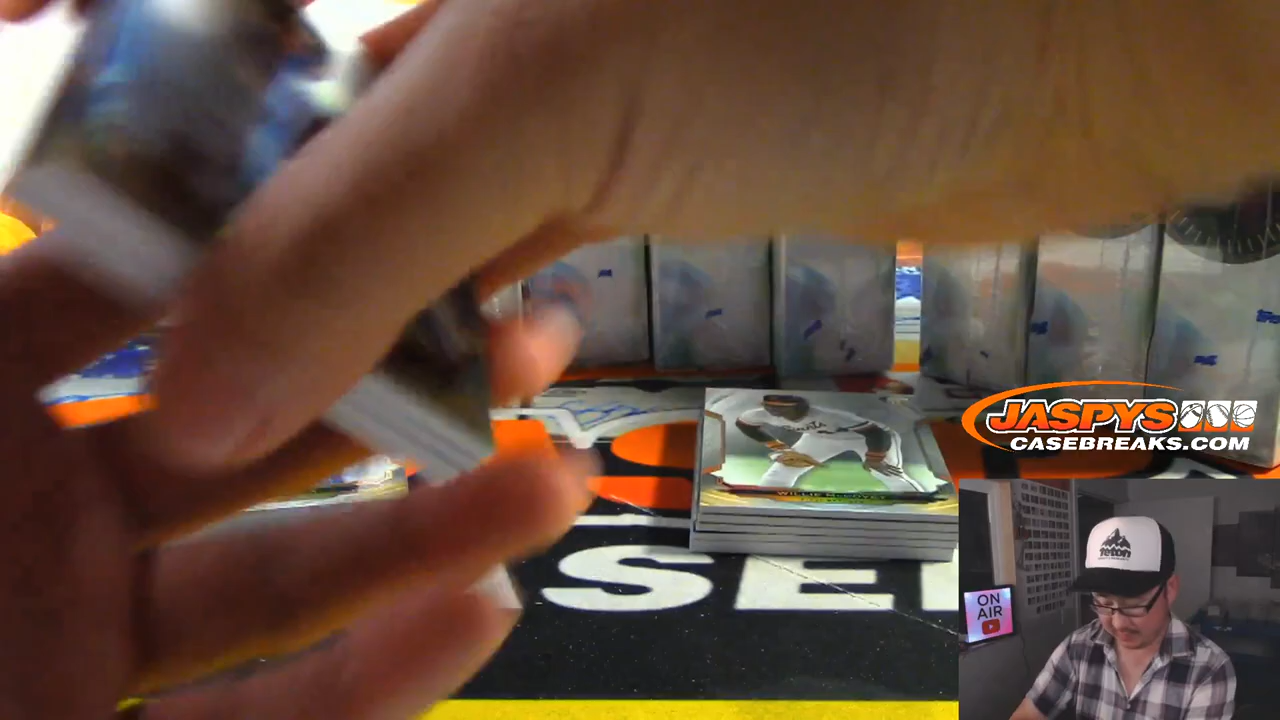 WILLIE McCOVEY
JASPYS
CASEBREAKS.COM
SE
teton
ON
AIR